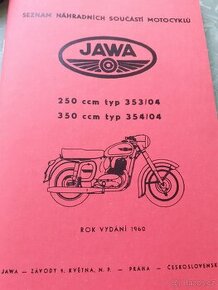 SEZNAM NÁHRADNÍCH SOUČÁSTÍ MOTOCYKLŮ
JAWA
250 ccm typ 353/04
350 ccm typ 354/04
ROK VYDÁNÍ 1960
JAWA – ZÁVODY 9. KVĚTNA, N. P. – PRAHA – ČESKOSLOVENSKO